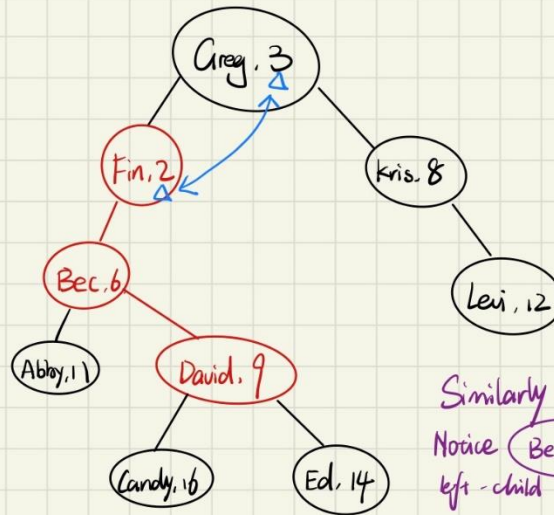 Greg, 3
Fin, 2
Kris, 8
Bec, 6
Levi, 12
Abby, 11
David, 9
Similarly
Notice Be
left-child
Candy, 16
Ed, 14